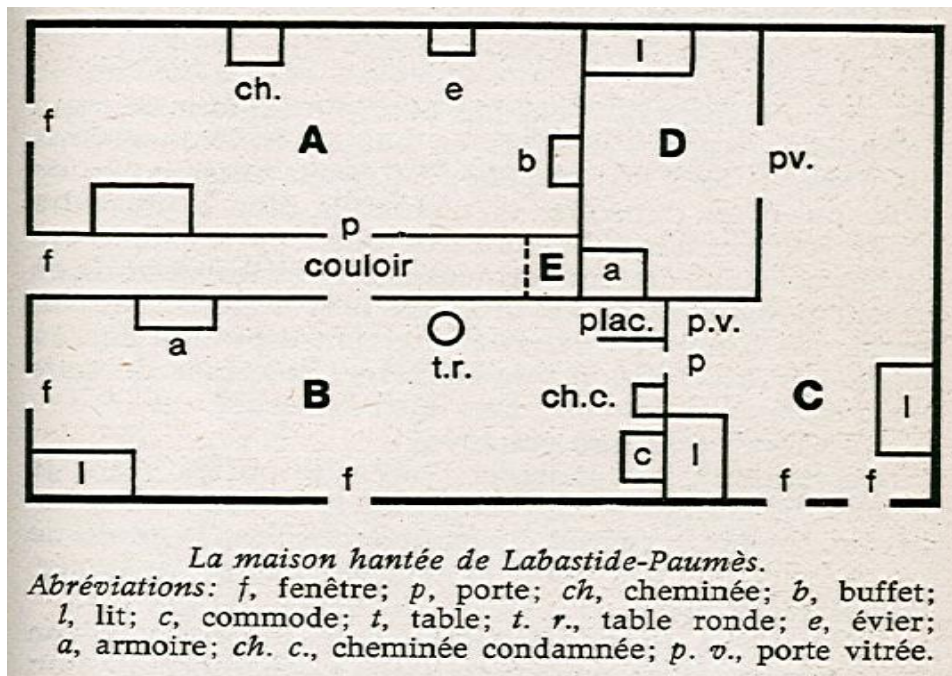 ch.
e
l
f
A
b
D
pv.
p
f
couloir
E
a
a
plac.
p.v.
t.r.
p
f
B
ch.c.
C
l
l
c
l
f
f
f
La maison hantée de Labastide-Paumès.
Abréviations: f, fenêtre; p, porte; ch, cheminée; b, buffet;
l, lit; c, commode; t, table; t. r., table ronde; e, évier;
a, armoire; ch. c., cheminée condamnée; p. v., porte vitrée.